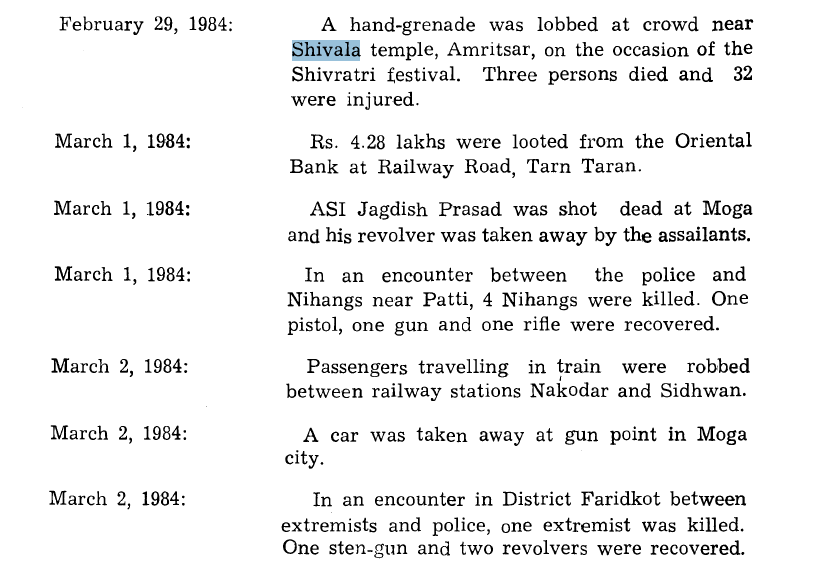 February 29, 1984: A hand-grenade was lobbed at crowd near
Shivala temple, Amritsar, on the occasion of the
Shivratri festival. Three persons died and 32
were injured.
March 1, 1984: Rs. 4.28 lakhs were looted from the Oriental
Bank at Railway Road, Tarn Taran.
March 1, 1984: ASI Jagdish Prasad was shot dead at Moga
and his revolver was taken away by the assailants.
March 1, 1984: In an encounter between the police and
Nihangs near Patti, 4 Nihangs were killed. One
pistol, one gun and one rifle were recovered.
March 2, 1984: Passengers travelling in train were robbed
between railway stations Nakodar and Sidhwan.
March 2, 1984: A car was taken away at gun point in Moga
city.
March 2, 1984: In an encounter in District Faridkot between
extremists and police, one extremist was killed.
One sten-gun and two revolvers were recovered.